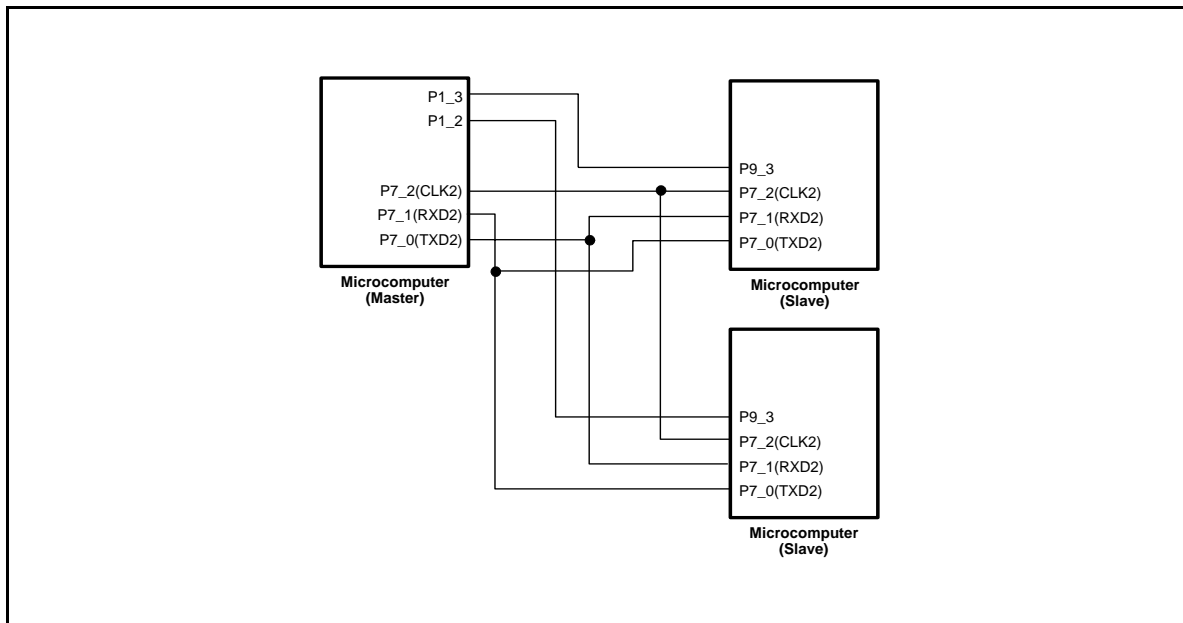 P1_3
P1_2
P7_2(CLK2)
P7_1(RXD2)
P7_0(TXD2)
Microcomputer
(Master)
P9_3
P7_2(CLK2)
P7_1(RXD2)
P7_0(TXD2)
Microcomputer
(Slave)
P9_3
P7_2(CLK2)
P7_1(RXD2)
P7_0(TXD2)
Microcomputer
(Slave)